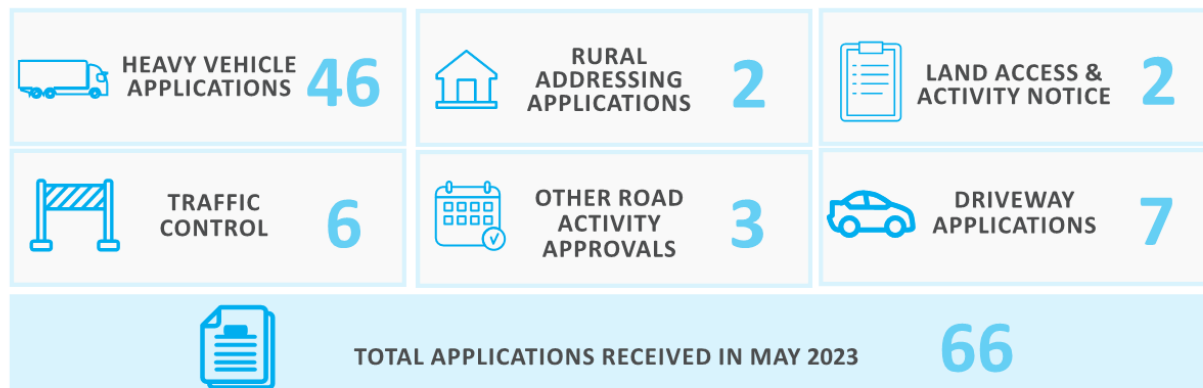 HEAVY VEHICLE
APPLICATIONS
46
RURAL
ADDRESSING
APPLICATIONS
2
LAND ACCESS &
ACTIVITY NOTICE
2
TRAFFIC
CONTROL
6
OTHER ROAD
ACTIVITY
APPROVALS
3
DRIVEWAY
APPLICATIONS
7
TOTAL APPLICATIONS RECEIVED IN MAY 2023
66